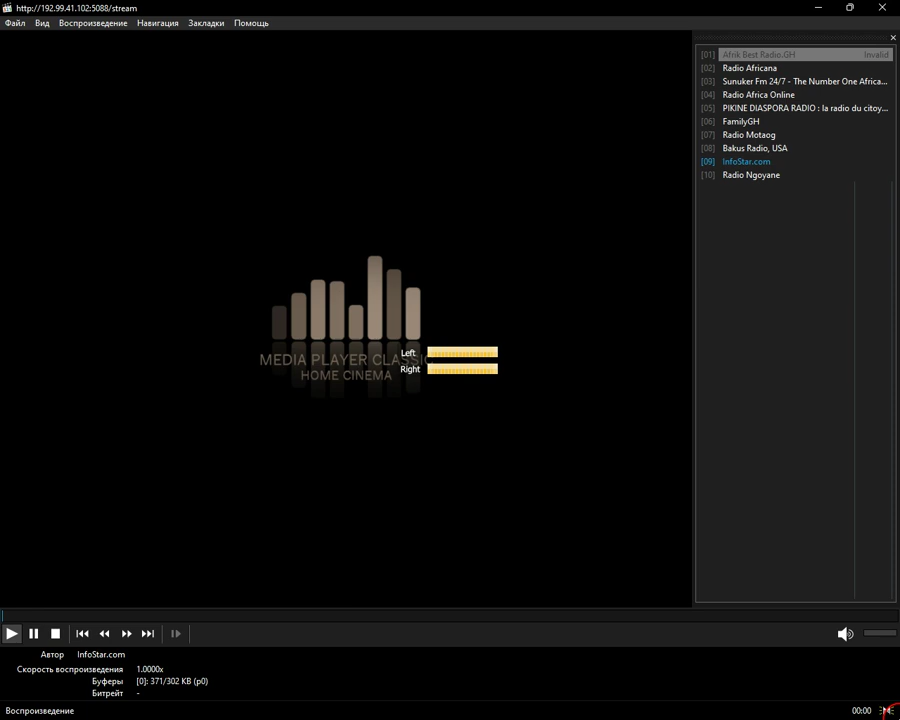 http://192.99.41.102:5088/stream
Файл Вид Воспроизведение Навигация Закладки Помощь
[01] Afrik Best Radio.GH Invalid
[02] Radio Africana
[03] Sunuker Fm 24/7 - The Number One Africa...
[04] Radio Africa Online
[05] PIKINE DIASPORA RADIO : la radio du citoy...
[06] FamilyGH
[07] Radio Motaog
[08] Bakus Radio, USA
[09] InfoStar.com
[10] Radio Ngoyane
Left
MEDIA PLAYER CLASSIC
Right
HOME CINEMA
Автор InfoStar.com
Скорость воспроизведения 1.0000x
Буферы [0]: 371/302 KB (p0)
Битрейт -
Воспроизведение 00:00